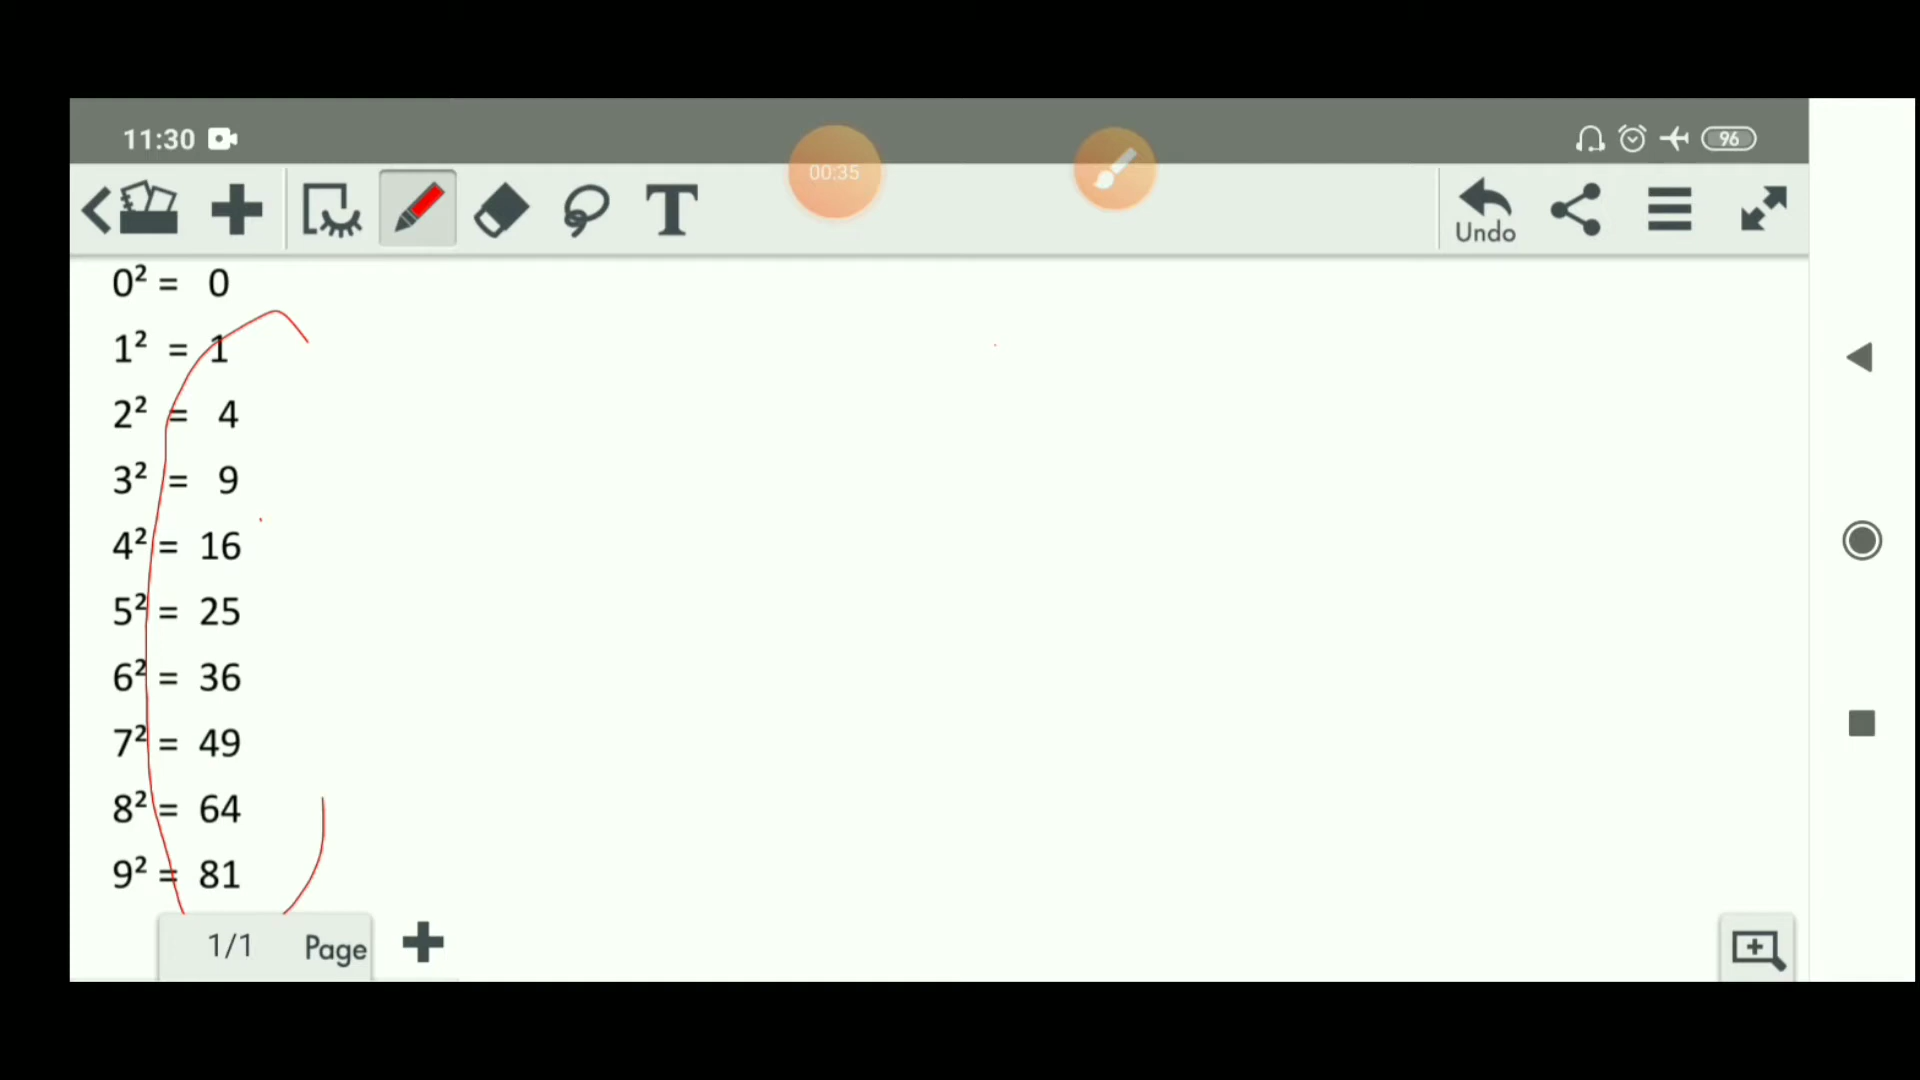 11:30
96
00:35
T
Undo
0² = 0
1² = 1
2² = 4
3² = 9
4² = 16
5² = 25
6² = 36
7² = 49
8² = 64
9² = 81
1/1 Page